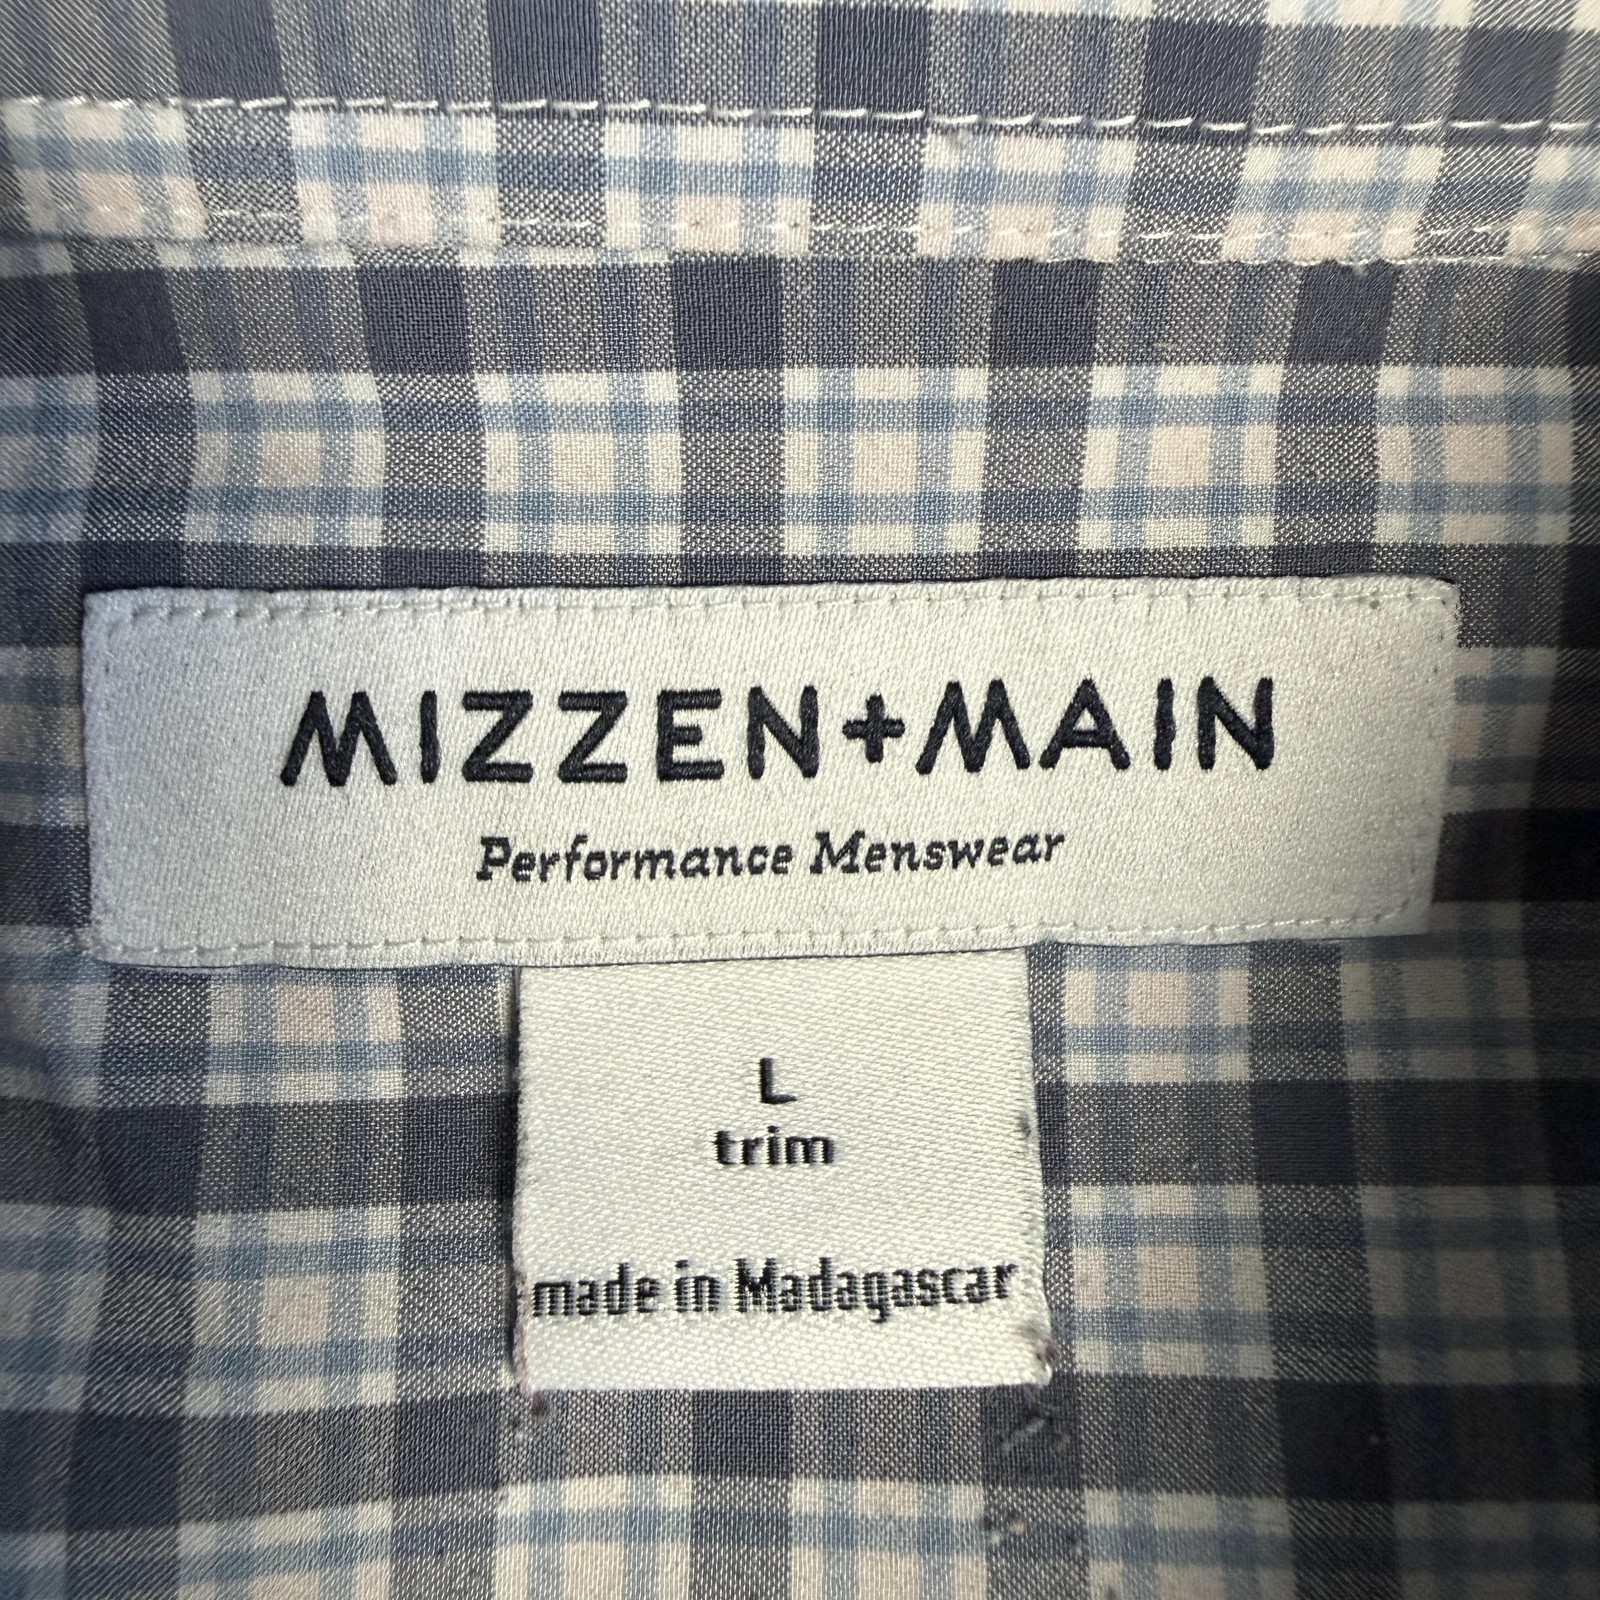 MIZZEN+MAIN
Performance Menswear
L
trim
made in Madagascar